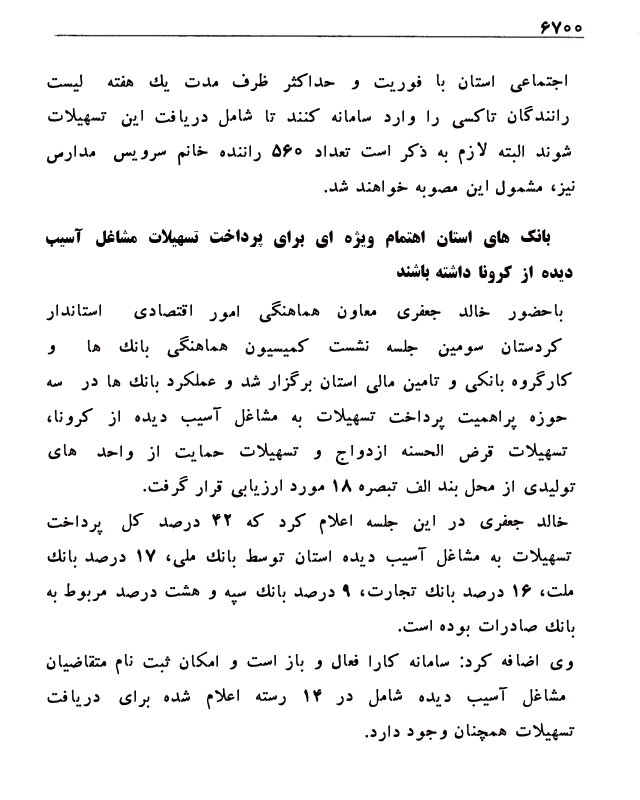 ۶۷۰۰
اجتماعی استان با فوریت و حداکثر ظرف مدت یك هفته لیست
رانندگان تاکسی را وارد سامانه کنند تا شامل دریافت این تسهیلات
شوند البته لازم به ذکر است تعداد ۵۶۰ راننده خانم سرویس مدارس
نیز، مشمول این مصوبه خواهند شد.
بانک های استان اهتمام ویژه ای برای پرداخت تسهیلات مشاغل آسیب
دیده از کرونا داشته باشند
باحضور خالد جعفری معاون هماهنگی امور اقتصادی استاندار
کردستان سومین جلسه نشست کمیسیون هماهنگی بانك ها و
کارگروه بانکی و تامین مالی استان برگزار شد و عملکرد بانك ها در سه
حوزه پراهمیت پرداخت تسهیلات به مشاغل آسیب دیده از کرونا،
تسهیلات قرض الحسنه ازدواج و تسهیلات حمایت از واحد های
تولیدی از محل بند الف تبصره ۱۸ مورد ارزیابی قرار گرفت.
خالد جعفری در این جلسه اعلام کرد که ۴۲ درصد کل پرداخت
تسهیلات به مشاغل آسیب دیده استان توسط بانك ملی، ۱۷ درصد بانك
ملت، ۱۶ درصد بانك تجارت، ۹ درصد بانك سپه و هشت درصد مربوط به
بانك صادرات بوده است.
وی اضافه کرد: سامانه کارا فعال و باز است و امکان ثبت نام متقاضیان
مشاغل آسیب دیده شامل در ۱۴ رسته اعلام شده برای دریافت
تسهیلات همچنان وجود دارد.